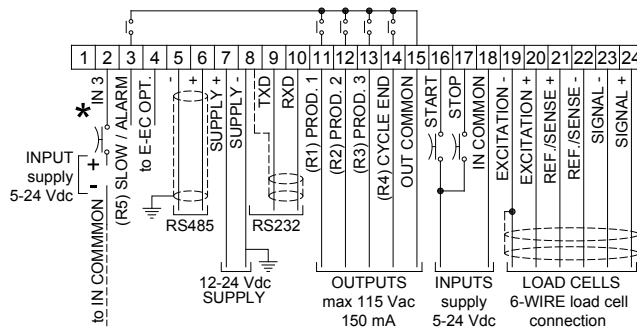 1 2 3 4 5 6 7 8 9 10 11 12 13 14 15 16 17 18 19 20 21 22 23 24
*
IN 3
(R5) SLOW / ALARM
to E-EC OPT.
-
+
SUPPLY +
SUPPLY -
TXD
RXD
(R1) PROD. 1
(R2) PROD. 2
(R3) PROD. 3
(R4) CYCLE END
OUT COMMON
START
STOP
IN COMMON
EXCITATION -
EXCITATION +
REF./SENSE +
REF./SENSE -
SIGNAL -
SIGNAL +
INPUT
supply
5-24 Vdc
+
-
to IN COMMMON
RS485
RS232
12-24 Vdc
SUPPLY
OUTPUTS
max 115 Vac
150 mA
INPUTS
supply
5-24 Vdc
LOAD CELLS
6-WIRE load cell
connection